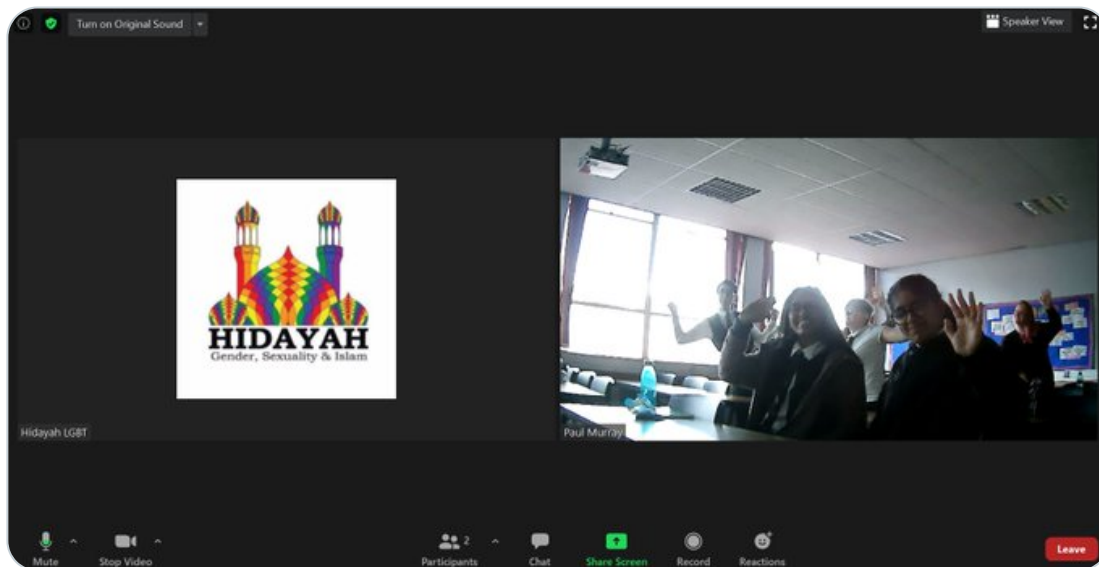 Turn on Original Sound
Speaker View
HIDAYAH
Gender, Sexuality & Islam
Hidayah LGBT
Paul Murray
Mute
Stop Video
2
Participants
Chat
Share Screen
Record
Reactions
Leave